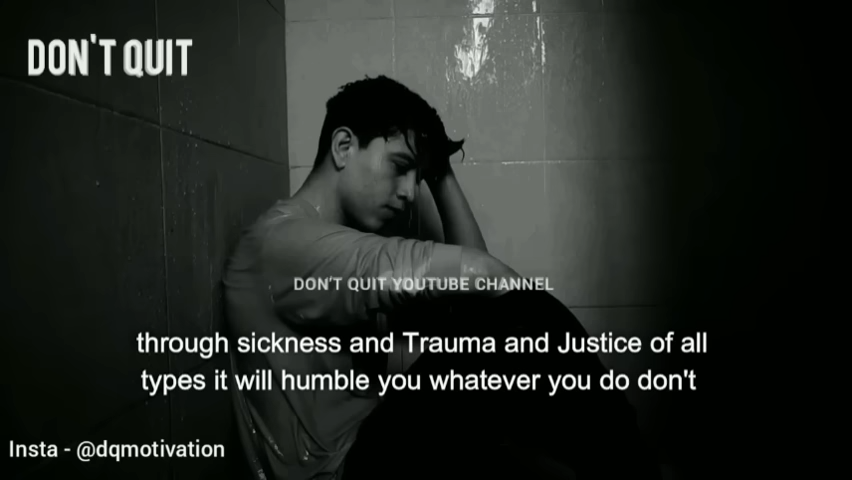 DON'T QUIT
DON'T QUIT YOUTUBE CHANNEL
through sickness and Trauma and Justice of all
types it will humble you whatever you do don't
Insta - @dqmotivation